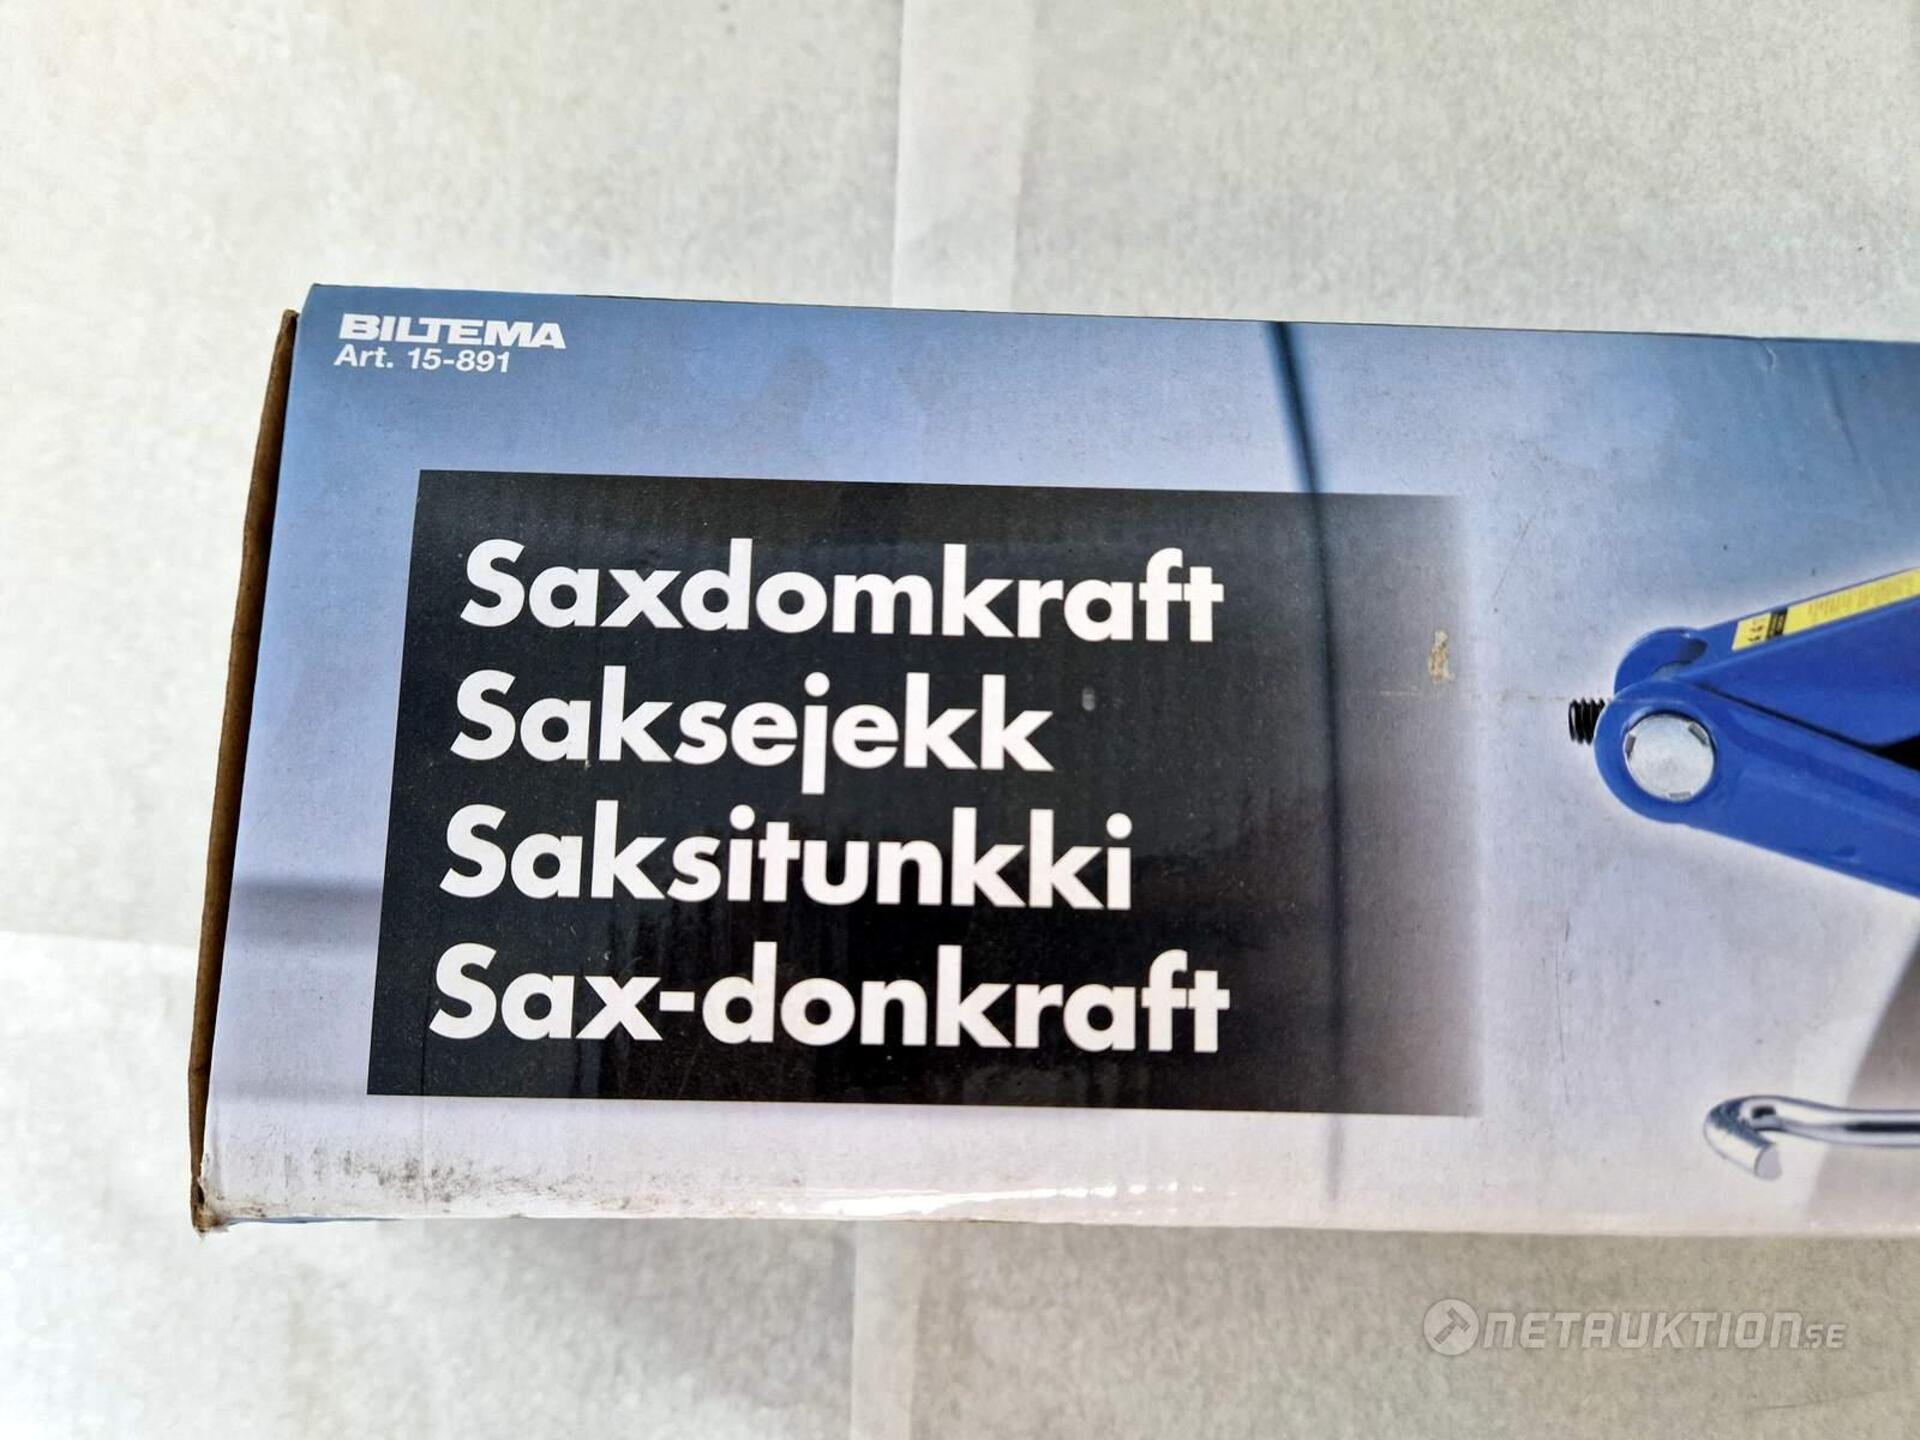 BILTEMA
Art. 15-891
Saxdomkraft
Saksejekk
Saksitunkki
Sax-donkraft
NETAUKTION.SE